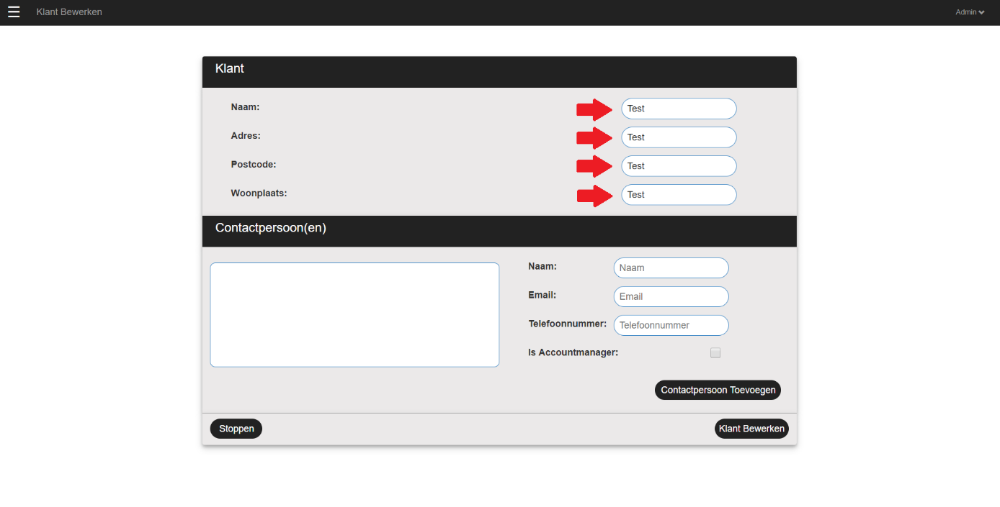 Klant Bewerken
Admin
Klant
Naam: Test
Adres: Test
Postcode: Test
Woonplaats: Test
Contactpersoon(en)
Naam: Naam
Email: Email
Telefoonnummer: Telefoonnummer
Is Accountmanager:
Contactpersoon Toevoegen
Stoppen
Klant Bewerken